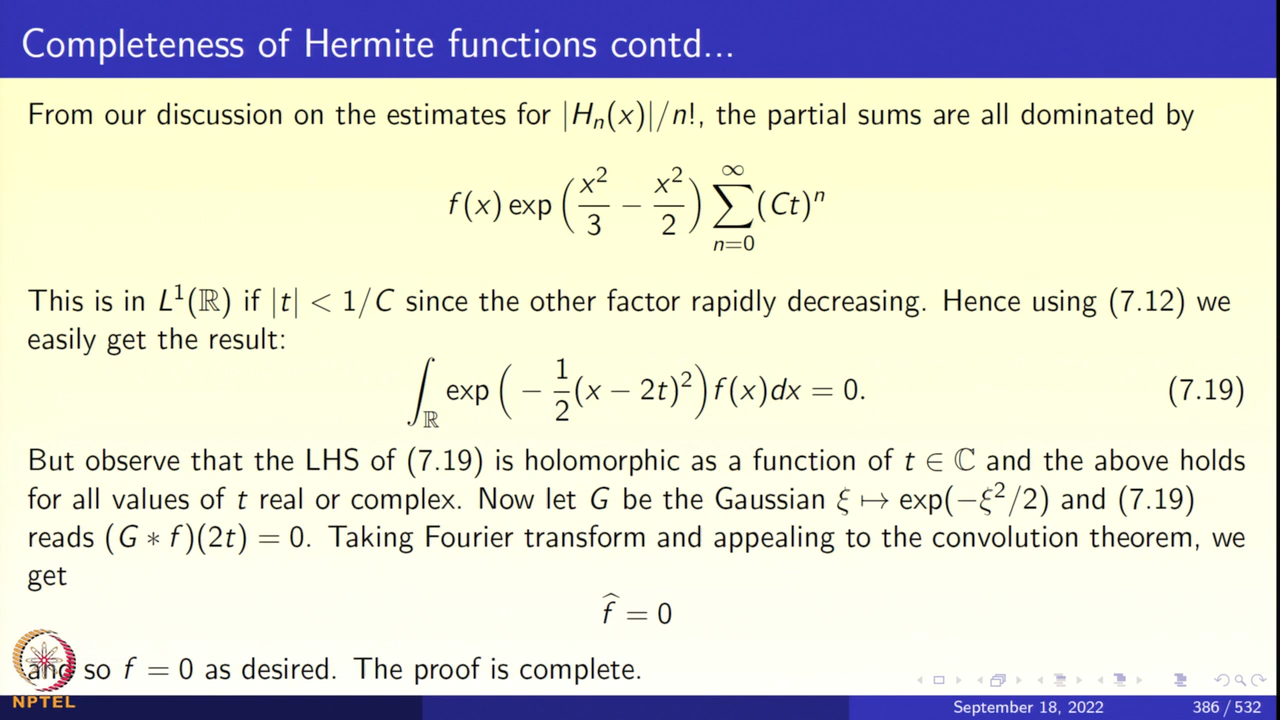 Completeness of Hermite functions contd...
From our discussion on the estimates for |Hₙ(x)|/n!, the partial sums are all dominated by
f(x) exp (x²/3 − x²/2) ∑_{n=0}^{∞} (Ct)ⁿ
This is in L¹(ℝ) if |t| < 1/C since the other factor rapidly decreasing. Hence using (7.12) we
easily get the result:
∫_ℝ exp ( − 1/2 (x − 2t)²) f(x)dx = 0. (7.19)
But observe that the LHS of (7.19) is holomorphic as a function of t ∈ ℂ and the above holds
for all values of t real or complex. Now let G be the Gaussian ξ ↦ exp(−ξ²/2) and (7.19)
reads (G ∗ f)(2t) = 0. Taking Fourier transform and appealing to the convolution theorem, we
get
f̂ = 0
and so f = 0 as desired. The proof is complete.
NPTEL
September 18, 2022 386 / 532